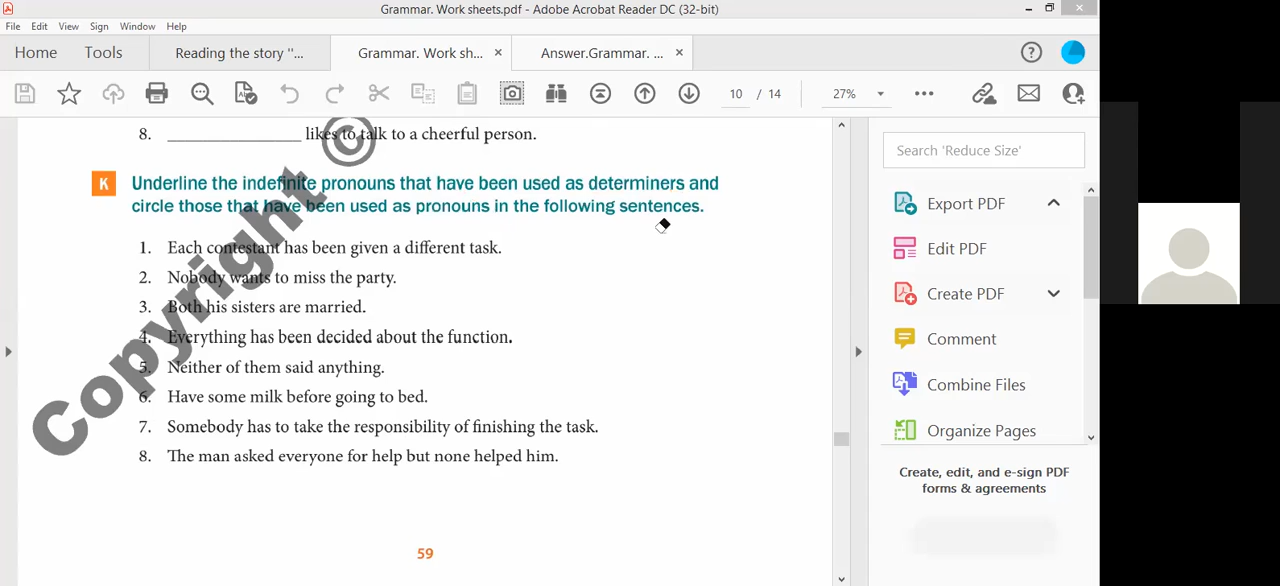 Grammar. Work sheets.pdf - Adobe Acrobat Reader DC (32-bit)
File Edit View Sign Window Help
Home Tools Reading the story "... Grammar. Work sh... × Answer.Grammar. ... ×
10 / 14 27%
8. ________________ likes to talk to a cheerful person.
K Underline the indefinite pronouns that have been used as determiners and
circle those that have been used as pronouns in the following sentences.
1. Each contestant has been given a different task.
2. Nobody wants to miss the party.
3. Both his sisters are married.
4. Everything has been decided about the function.
5. Neither of them said anything.
6. Have some milk before going to bed.
7. Somebody has to take the responsibility of finishing the task.
8. The man asked everyone for help but none helped him.
59
Copyright ©
Search 'Reduce Size'
Export PDF
Edit PDF
Create PDF
Comment
Combine Files
Organize Pages
Create, edit, and e-sign PDF
forms & agreements